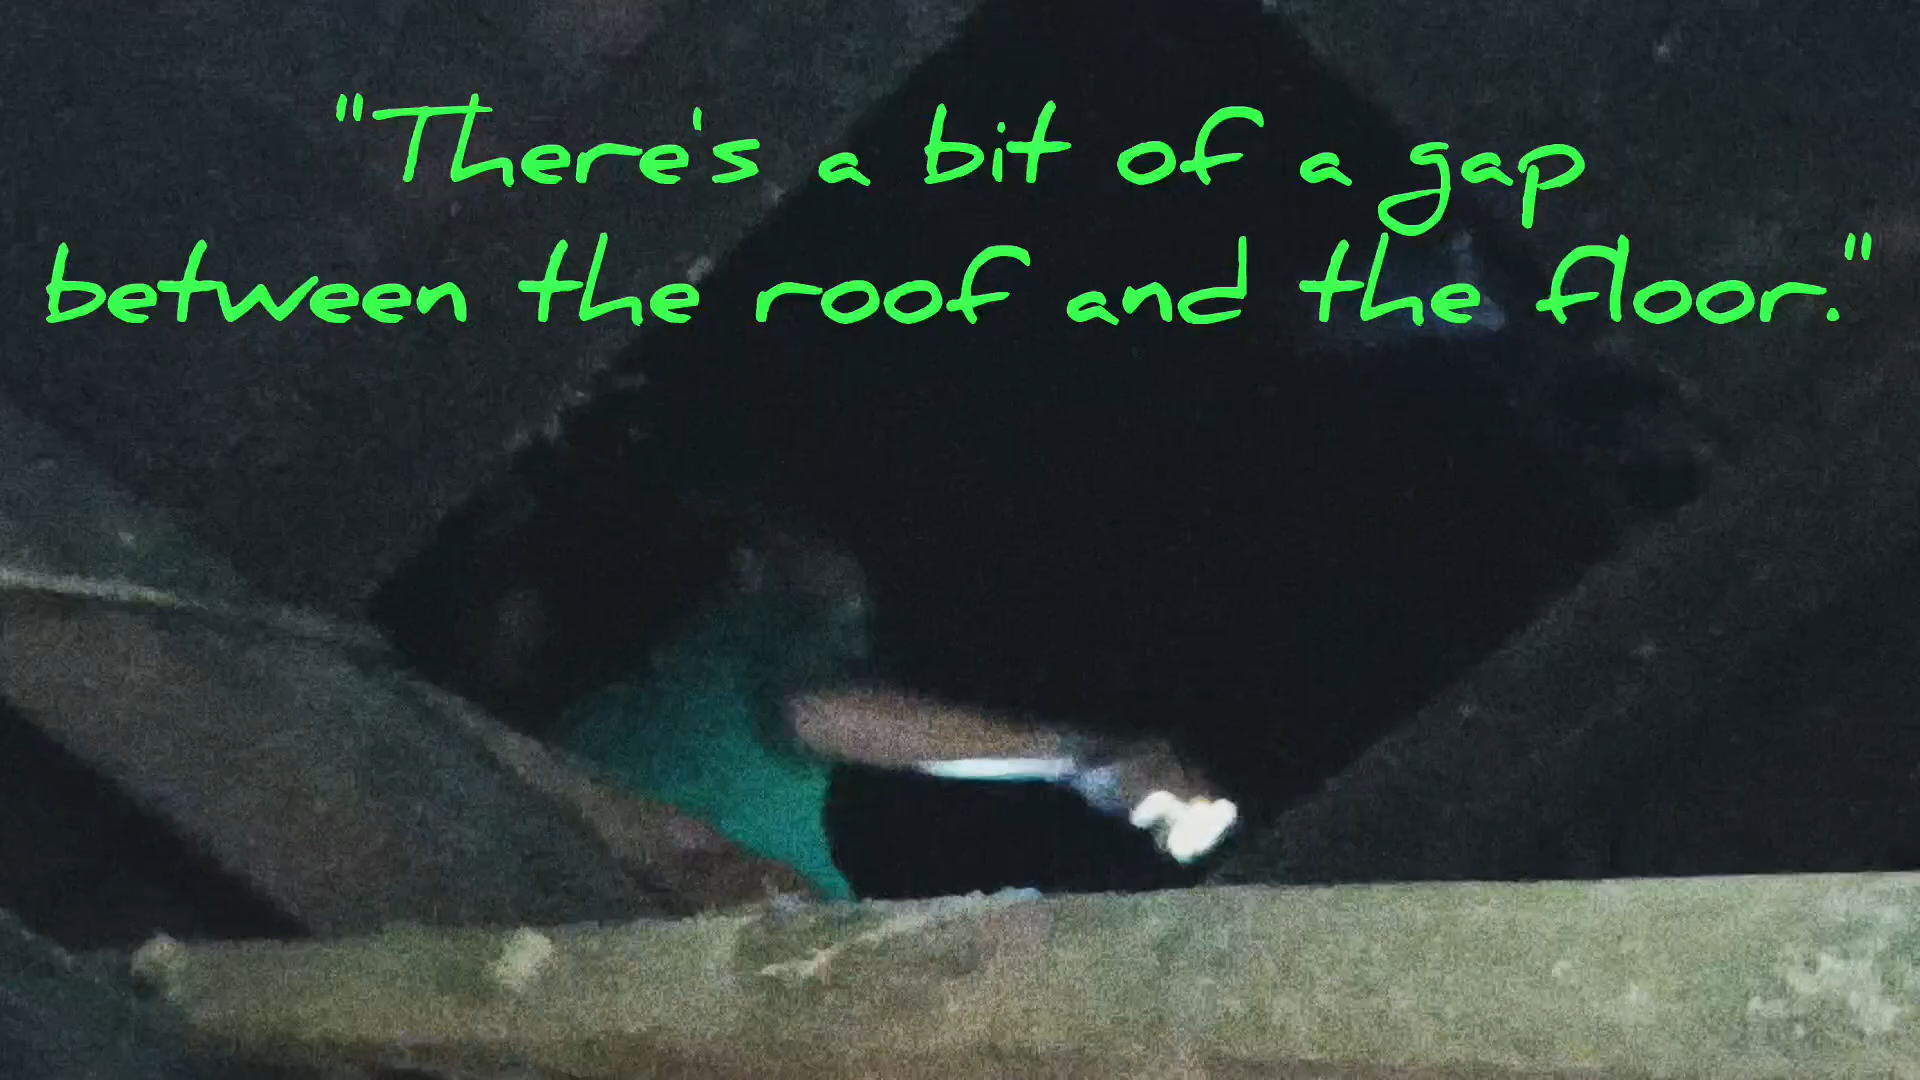 "There's a bit of a gap
between the roof and the floor."